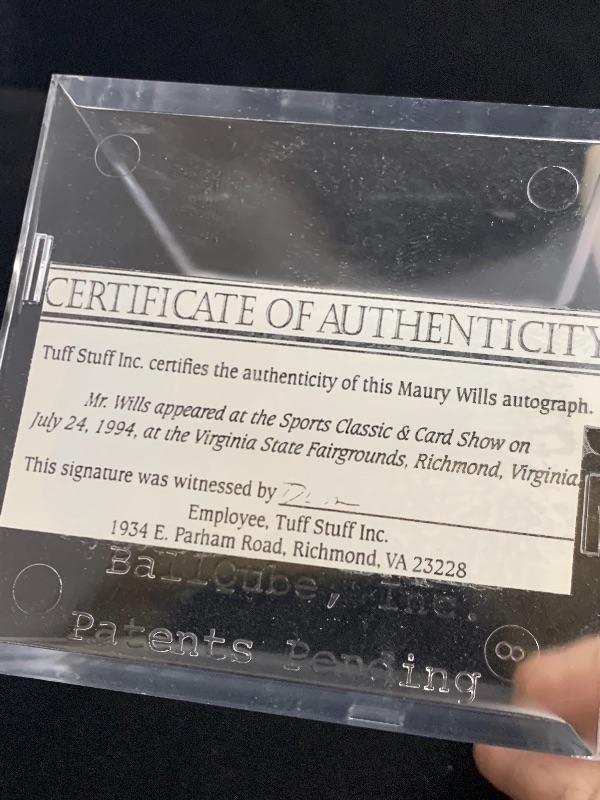 CERTIFICATE OF AUTHENTICITY
Tuff Stuff Inc. certifies the authenticity of this Maury Wills autograph.
Mr. Wills appeared at the Sports Classic & Card Show on
July 24, 1994, at the Virginia State Fairgrounds, Richmond, Virginia.
This signature was witnessed by
Employee, Tuff Stuff Inc.
1934 E. Parham Road, Richmond, VA 23228
BallQube, Inc.
Patents Pending
8